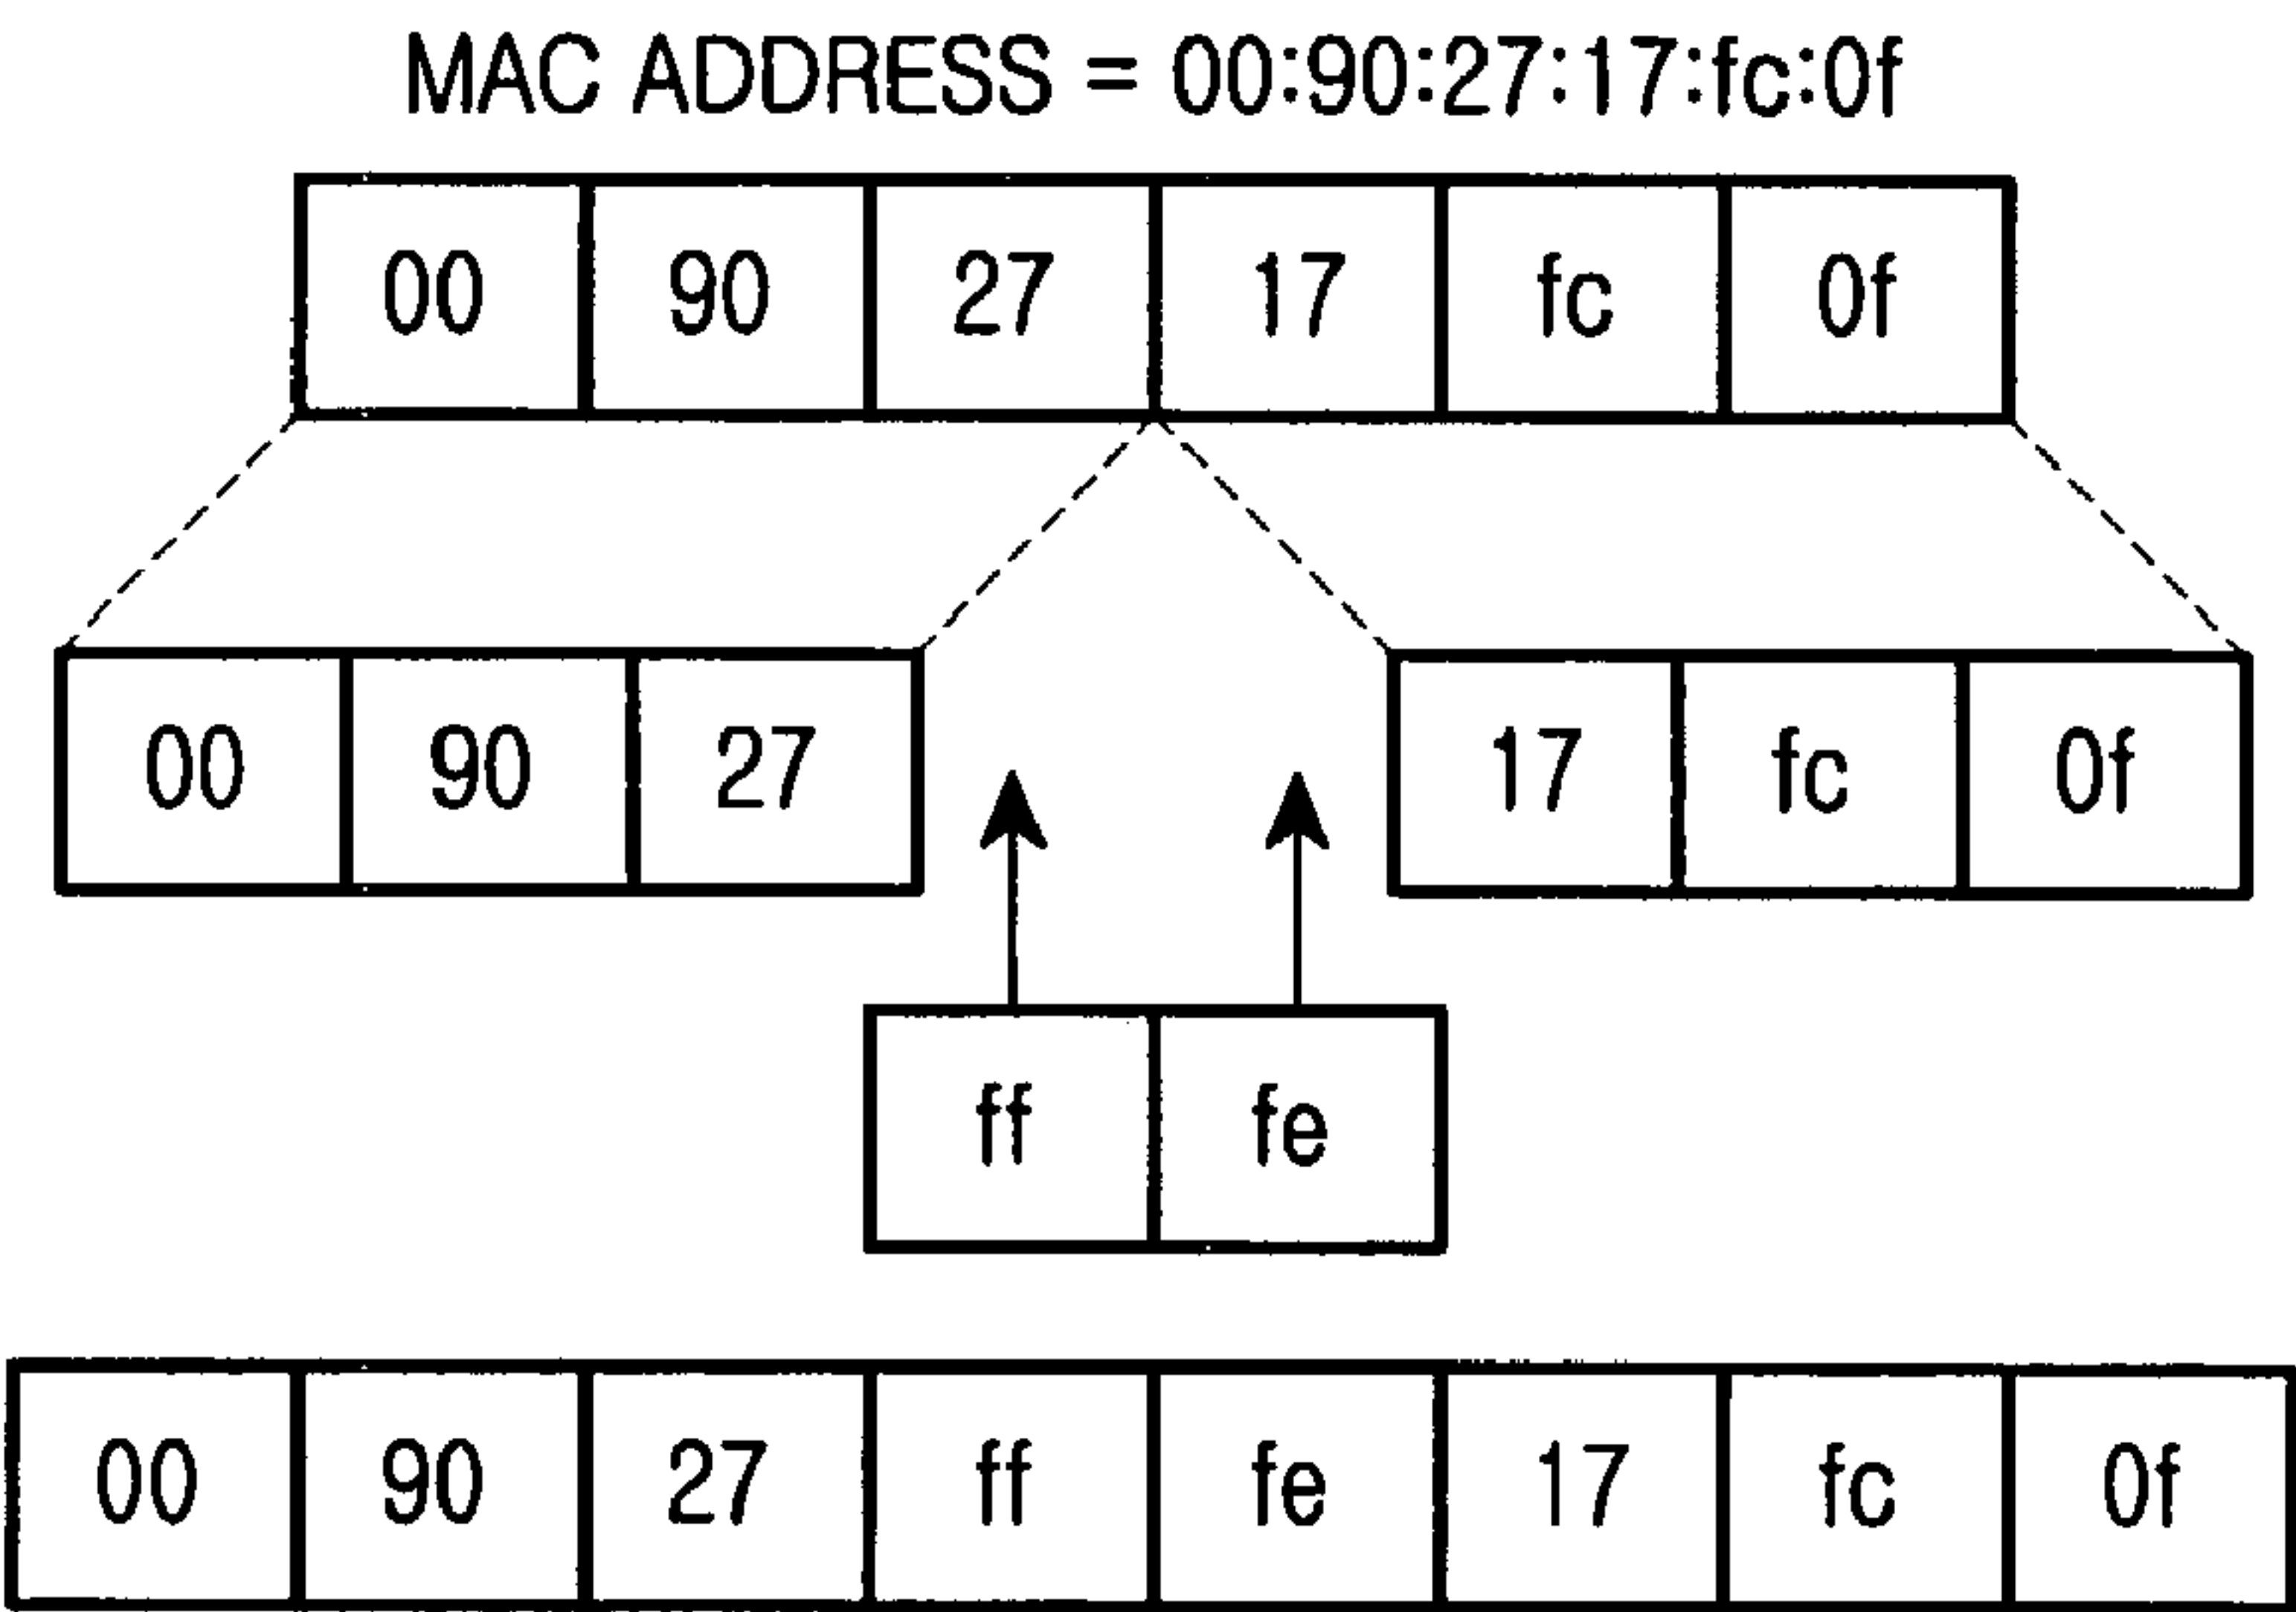 MAC ADDRESS = 00:90:27:17:fc:0f
00 90 27 17 fc 0f
00 90 27 17 fc 0f
ff fe
00 90 27 ff fe 17 fc 0f